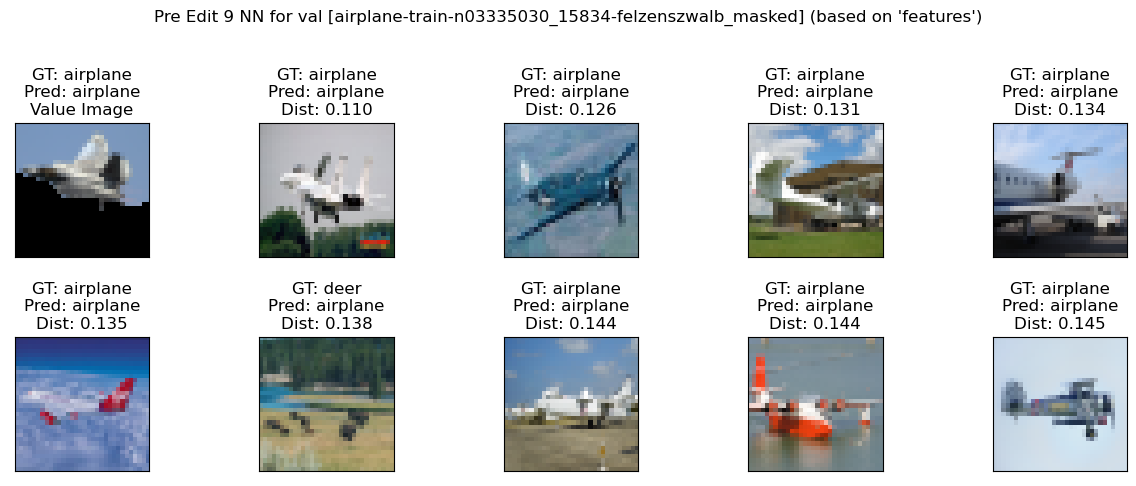 Pre Edit 9 NN for val [airplane-train-n03335030_15834-felzenszwalb_masked] (based on 'features')
GT: airplane
Pred: airplane
Value Image
GT: airplane
Pred: airplane
Dist: 0.110
GT: airplane
Pred: airplane
Dist: 0.126
GT: airplane
Pred: airplane
Dist: 0.131
GT: airplane
Pred: airplane
Dist: 0.134
GT: airplane
Pred: airplane
Dist: 0.135
GT: deer
Pred: airplane
Dist: 0.138
GT: airplane
Pred: airplane
Dist: 0.144
GT: airplane
Pred: airplane
Dist: 0.144
GT: airplane
Pred: airplane
Dist: 0.145